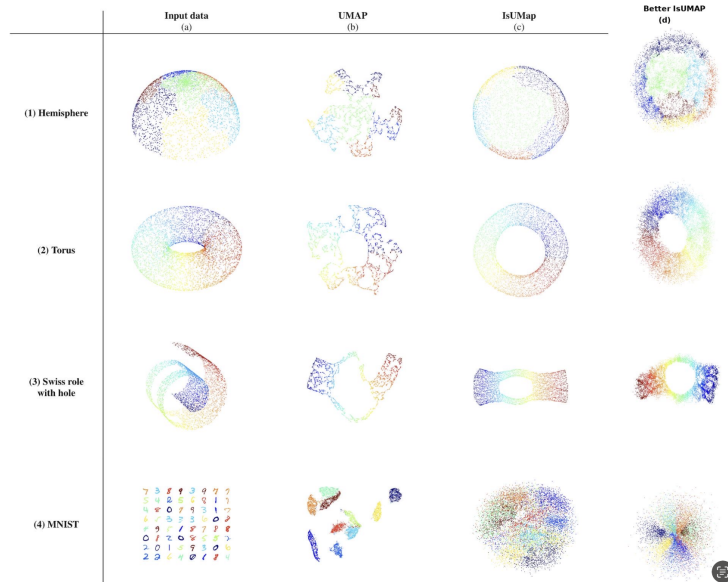 Input data
(a)
UMAP
(b)
IsUMap
(c)
Better IsUMAP
(d)
(1) Hemisphere
(2) Torus
(3) Swiss role
with hole
(4) MNIST